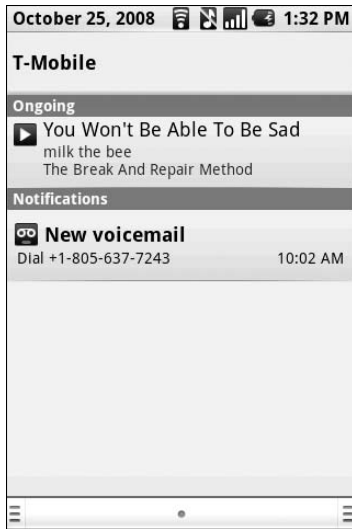 October 25, 2008 1:32 PM
T-Mobile
Ongoing
You Won't Be Able To Be Sad
milk the bee
The Break And Repair Method
Notifications
New voicemail
Dial +1-805-637-7243 10:02 AM